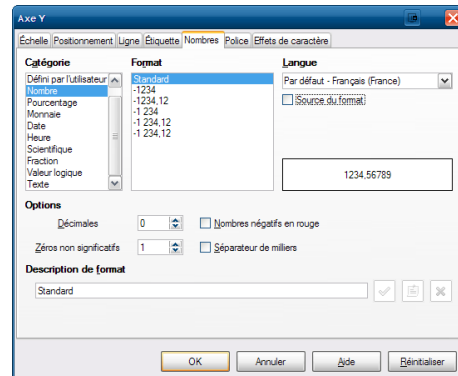 Axe Y
Échelle Positionnement Ligne Étiquette Nombres Police Effets de caractère
Catégorie Format Langue
Défini par l'utilisateur Standard Par défaut - Français (France)
Nombre -1234
Pourcentage -1234,12 Source du format
Monnaie -1 234
Date -1 234,12
Heure -1 234,12
Scientifique
Fraction
Valeur logique 1234,56789
Texte
Options
Décimales 0 Nombres négatifs en rouge
Zéros non significatifs 1 Séparateur de milliers
Description de format
Standard
OK Annuler Aide Réinitialiser